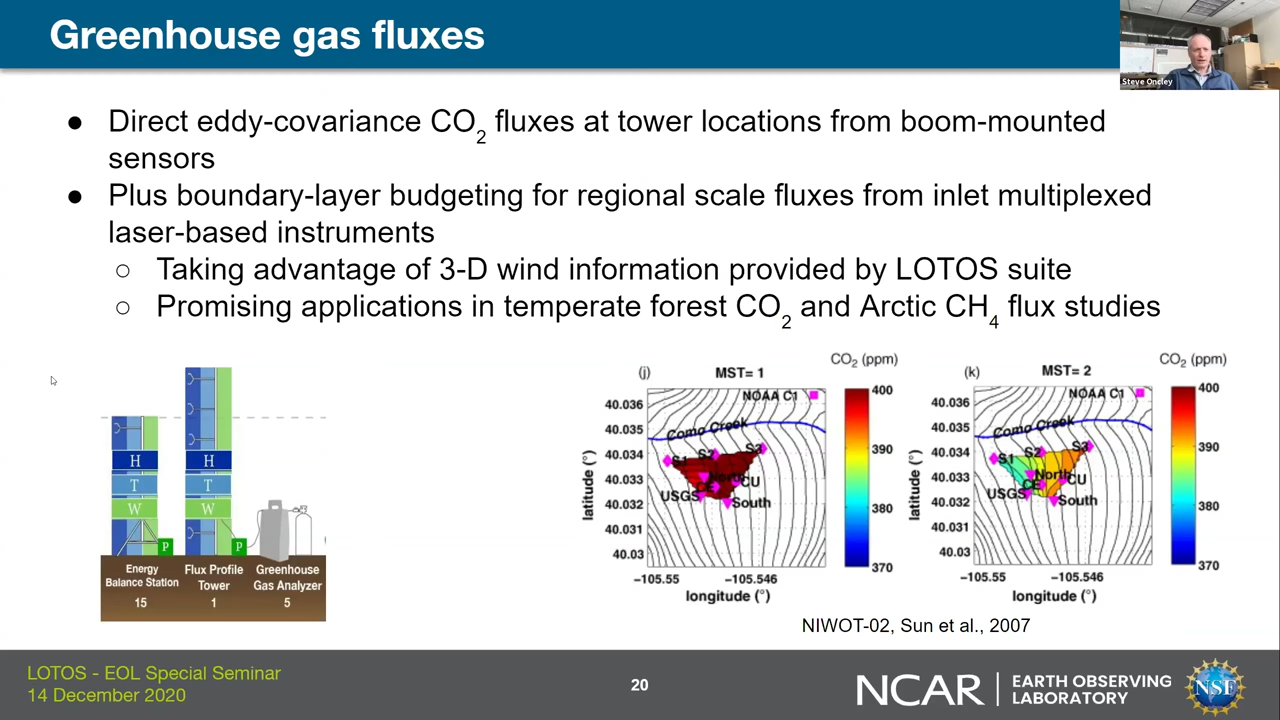 Greenhouse gas fluxes
Steve Oncley
● Direct eddy-covariance CO2 fluxes at tower locations from boom-mounted
sensors
● Plus boundary-layer budgeting for regional scale fluxes from inlet multiplexed
laser-based instruments
○ Taking advantage of 3-D wind information provided by LOTOS suite
○ Promising applications in temperate forest CO2 and Arctic CH4 flux studies
H
T
W
P
Energy
Balance Station
15
H
T
W
P
Flux Profile
Tower
1
Greenhouse
Gas Analyzer
5
(j)
MST= 1
CO2 (ppm)
NOAA C1
Como Creek
S1
S2
S3
North
CE
CU
USGS
South
40.036
40.035
40.034
40.033
40.032
40.031
40.03
latitude (°)
−105.55
−105.546
longitude (°)
400
390
380
370
(k)
MST= 2
CO2 (ppm)
NOAA C1
Como Creek
S1
S2
S3
North
CE
CU
USGS
South
40.036
40.035
40.034
40.033
40.032
40.031
40.03
latitude (°)
−105.55
−105.546
longitude (°)
400
390
380
370
NIWOT-02, Sun et al., 2007
LOTOS - EOL Special Seminar
14 December 2020
20
NCAR
EARTH OBSERVING
LABORATORY
NSF